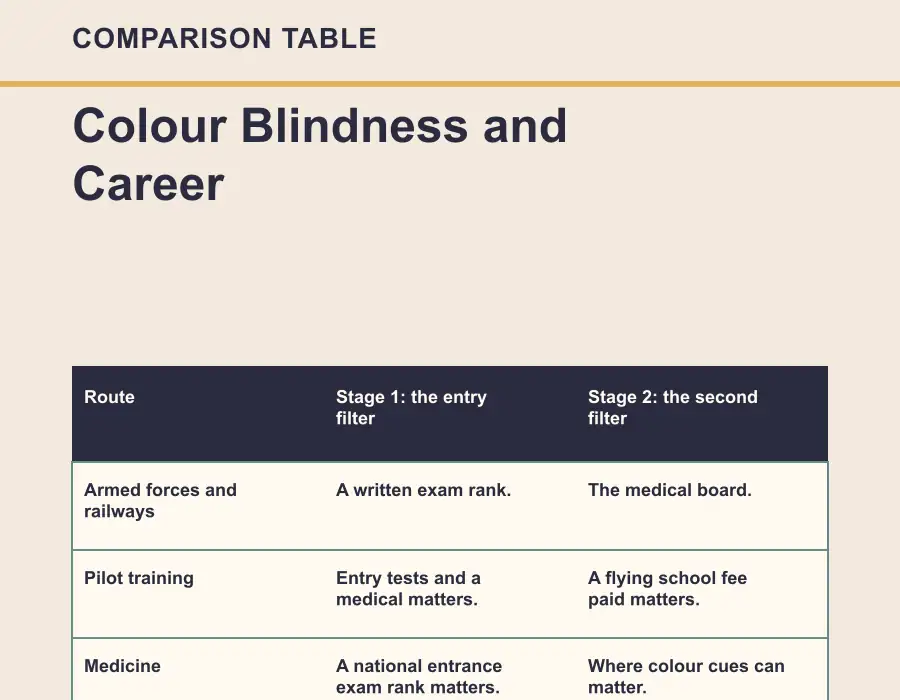 COMPARISON TABLE
Colour Blindness and
Career
Route
Stage 1: the entry
filter
Stage 2: the second
filter
Armed forces and
railways
A written exam rank.
The medical board.
Pilot training
Entry tests and a
medical matters.
A flying school fee
paid matters.
Medicine
A national entrance
exam rank matters.
Where colour cues can
matter.